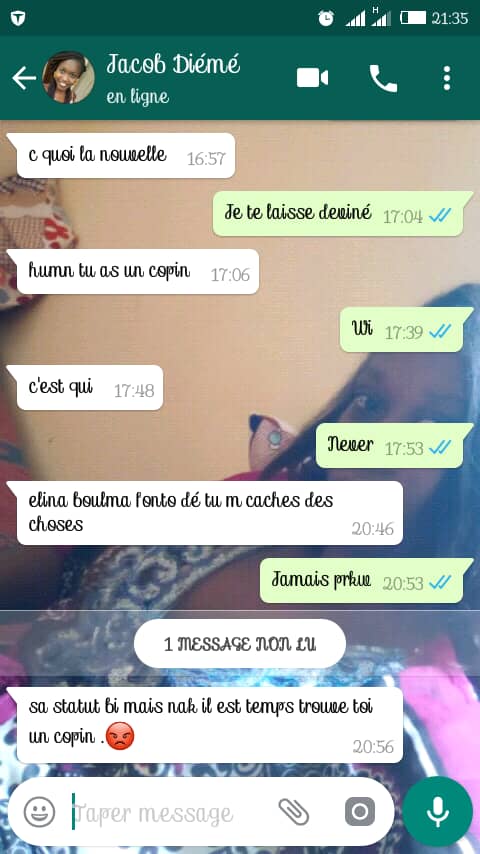 H
21:35
Jacob Diémé
en ligne
c quoi la nouvelle 16:57
Je te laisse deviné 17:04
humn tu as un copin 17:06
Wi 17:39
c'est qui 17:48
Never 17:53
elina boulma fonto dé tu m caches des
choses
20:46
Jamais prkw 20:53
1 MESSAGE NON LU
sa statut bi mais nak il est temps trouve toi
un copin .😡
20:56
Taper message